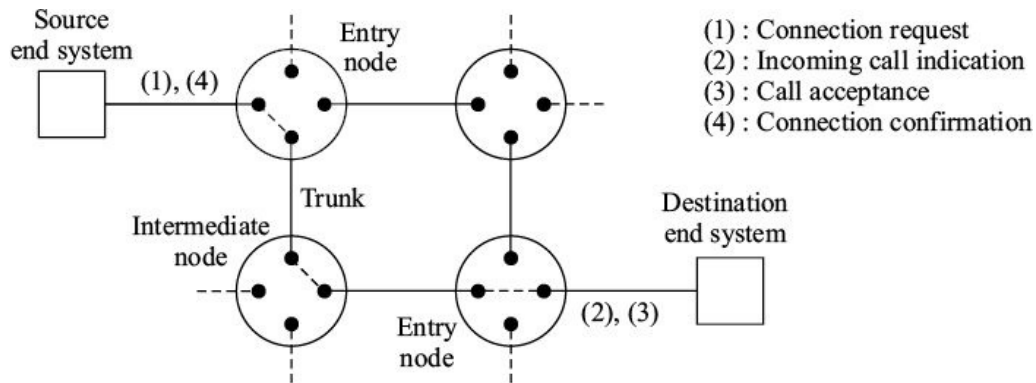 Source
end system
(1), (4)
Entry
node
(1) : Connection request
(2) : Incoming call indication
(3) : Call acceptance
(4) : Connection confirmation
Trunk
Intermediate
node
Destination
end system
(2), (3)
Entry
node